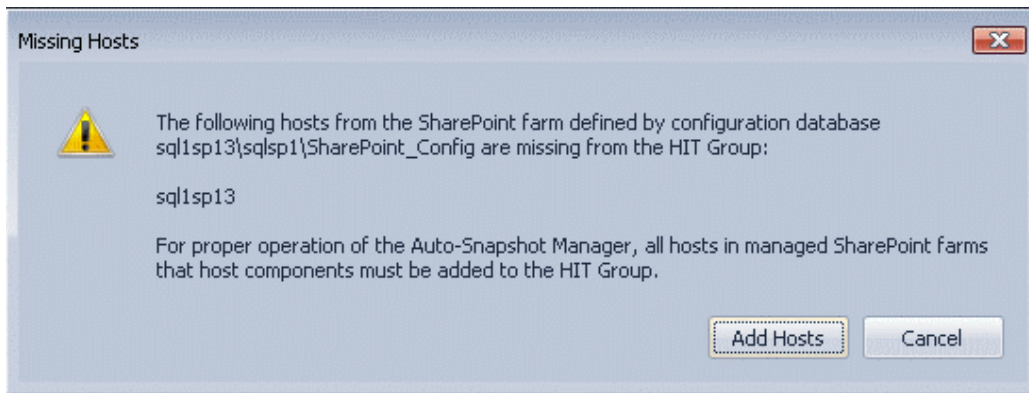 Missing Hosts
The following hosts from the SharePoint farm defined by configuration database
sql1sp13\sqlsp1\SharePoint_Config are missing from the HIT Group:
sql1sp13
For proper operation of the Auto-Snapshot Manager, all hosts in managed SharePoint farms
that host components must be added to the HIT Group.
Add Hosts
Cancel